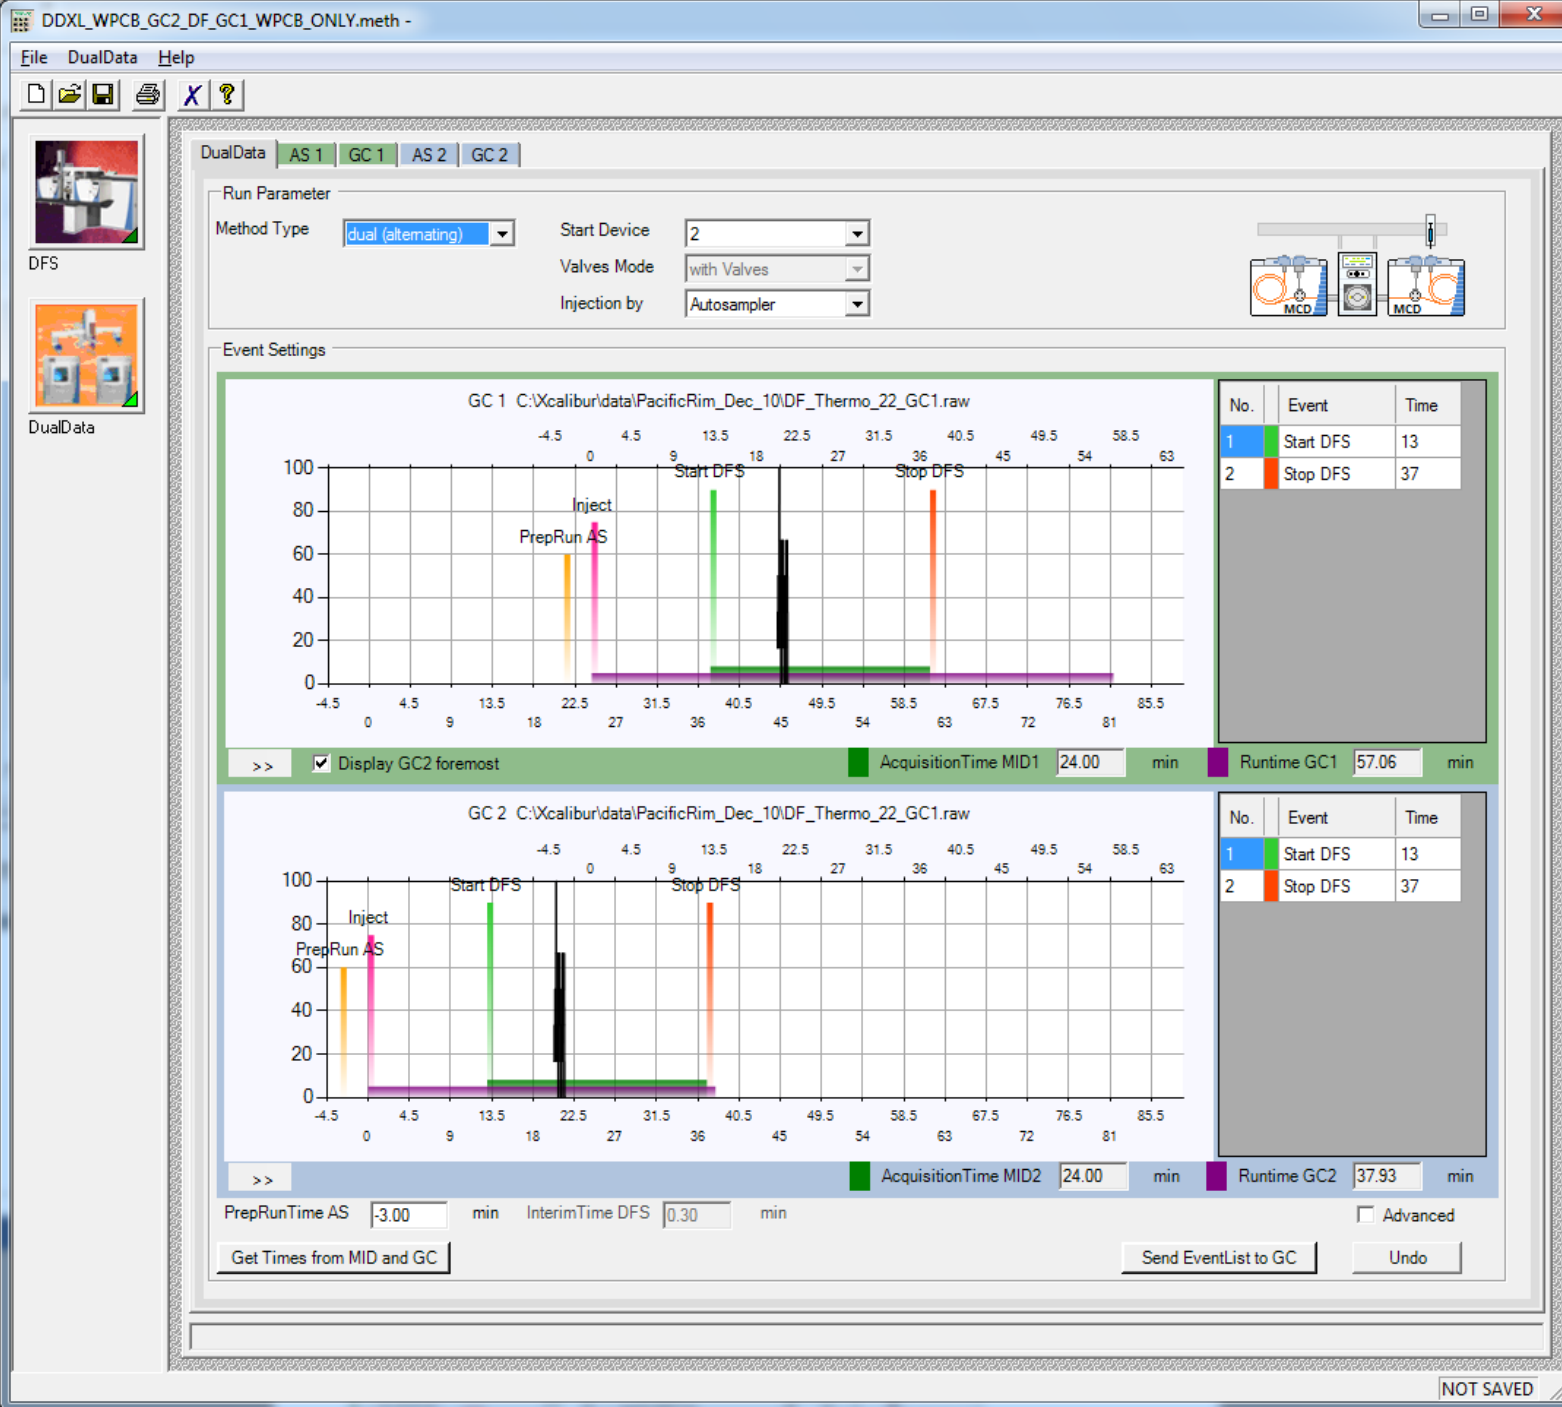 DDXL_WPCB_GC2_DF_GC1_WPCB_ONLY.meth -
File DualData Help
DFS
DualData
DualData AS 1 GC 1 AS 2 GC 2
Run Parameter
Method Type dual (alternating) Start Device 2
Valves Mode with Valves
Injection by Autosampler
MCD MCD
Event Settings
GC 1 C:\Xcalibur\data\PacificRim_Dec_10\DF_Thermo_22_GC1.raw
-4.5 4.5 13.5 22.5 31.5 40.5 49.5 58.5
0 9 18 27 36 45 54 63
100 Start DFS Stop DFS
80 Inject
60 PrepRun AS
40
20
0
-4.5 4.5 13.5 22.5 31.5 40.5 49.5 58.5 67.5 76.5 85.5
0 9 18 27 36 45 54 63 72 81
No. Event Time
1 Start DFS 13
2 Stop DFS 37
>> Display GC2 foremost AcquisitionTime MID1 24.00 min Runtime GC1 57.06 min
GC 2 C:\Xcalibur\data\PacificRim_Dec_10\DF_Thermo_22_GC1.raw
-4.5 4.5 13.5 22.5 31.5 40.5 49.5 58.5
0 9 18 27 36 45 54 63
100 Start DFS Stop DFS
80 Inject
60 PrepRun AS
40
20
0
-4.5 4.5 13.5 22.5 31.5 40.5 49.5 58.5 67.5 76.5 85.5
0 9 18 27 36 45 54 63 72 81
No. Event Time
1 Start DFS 13
2 Stop DFS 37
>> AcquisitionTime MID2 24.00 min Runtime GC2 37.93 min
PrepRunTime AS -3.00 min InterimTime DFS 0.30 min Advanced
Get Times from MID and GC Send EventList to GC Undo
NOT SAVED